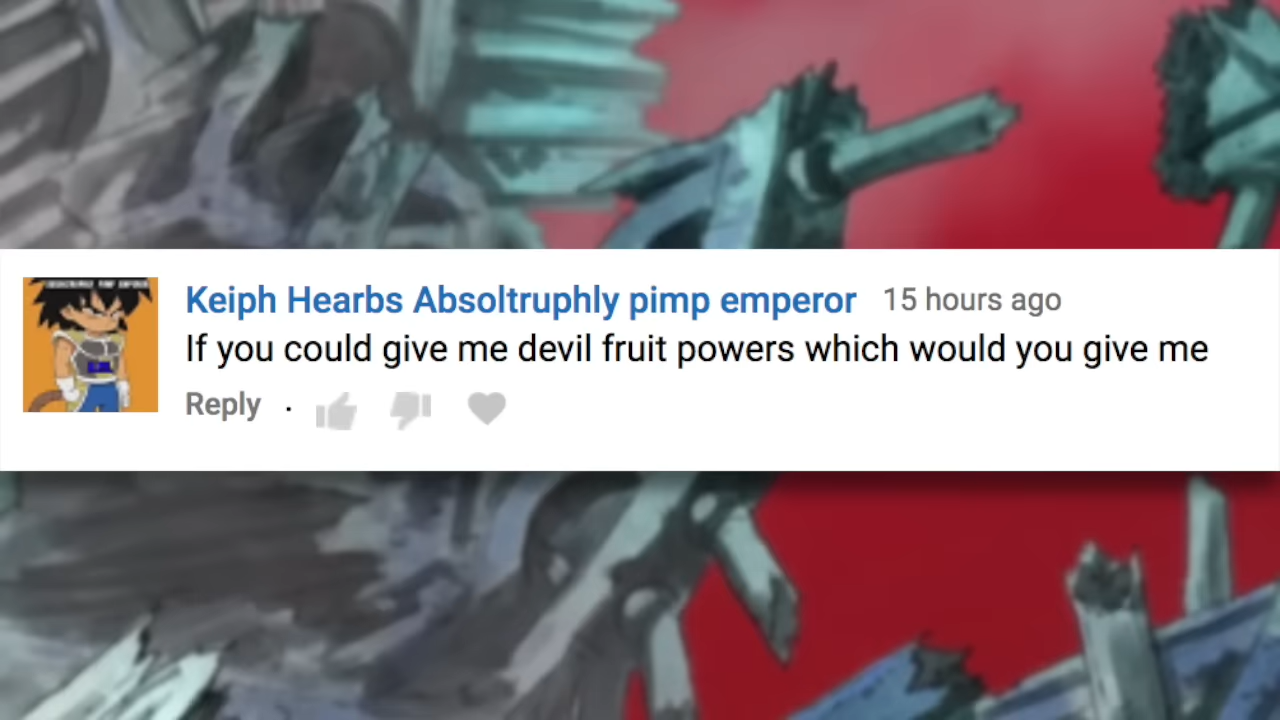 Keiph Hearbs Absoltruphly pimp emperor 15 hours ago
If you could give me devil fruit powers which would you give me
Reply ·